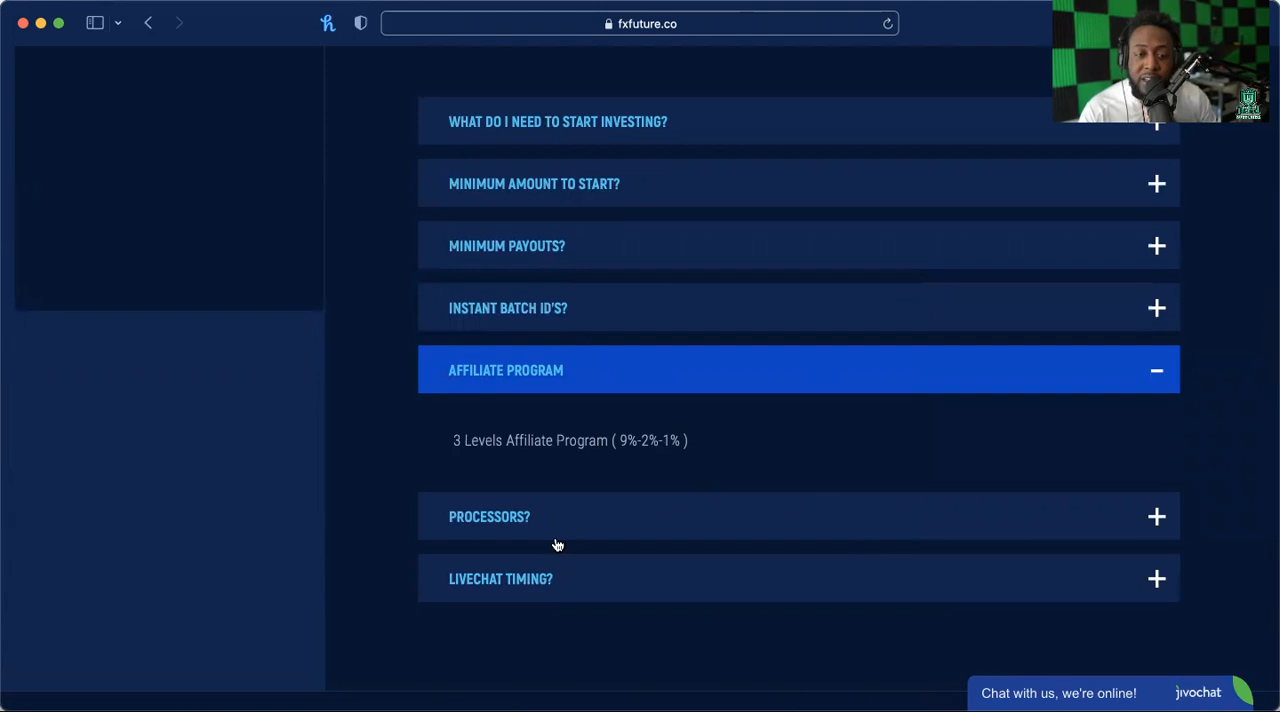 fxfuture.co
WHAT DO I NEED TO START INVESTING?
MINIMUM AMOUNT TO START?
MINIMUM PAYOUTS?
INSTANT BATCH ID'S?
AFFILIATE PROGRAM
3 Levels Affiliate Program ( 9%-2%-1% )
PROCESSORS?
LIVECHAT TIMING?
Chat with us, we're online!
jivochat